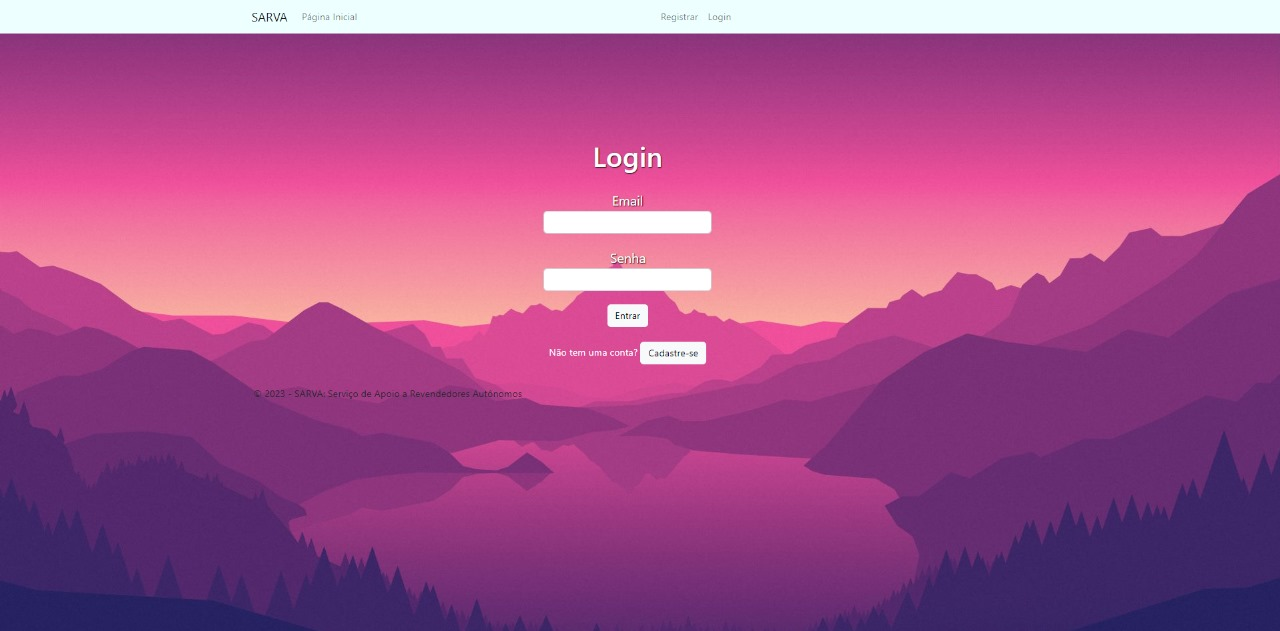 SARVA Página Inicial Registrar Login
Login
Email
Senha
Entrar
Não tem uma conta? Cadastre-se
© 2023 - SARVA: Serviço de Apoio a Revendedores Autônomos